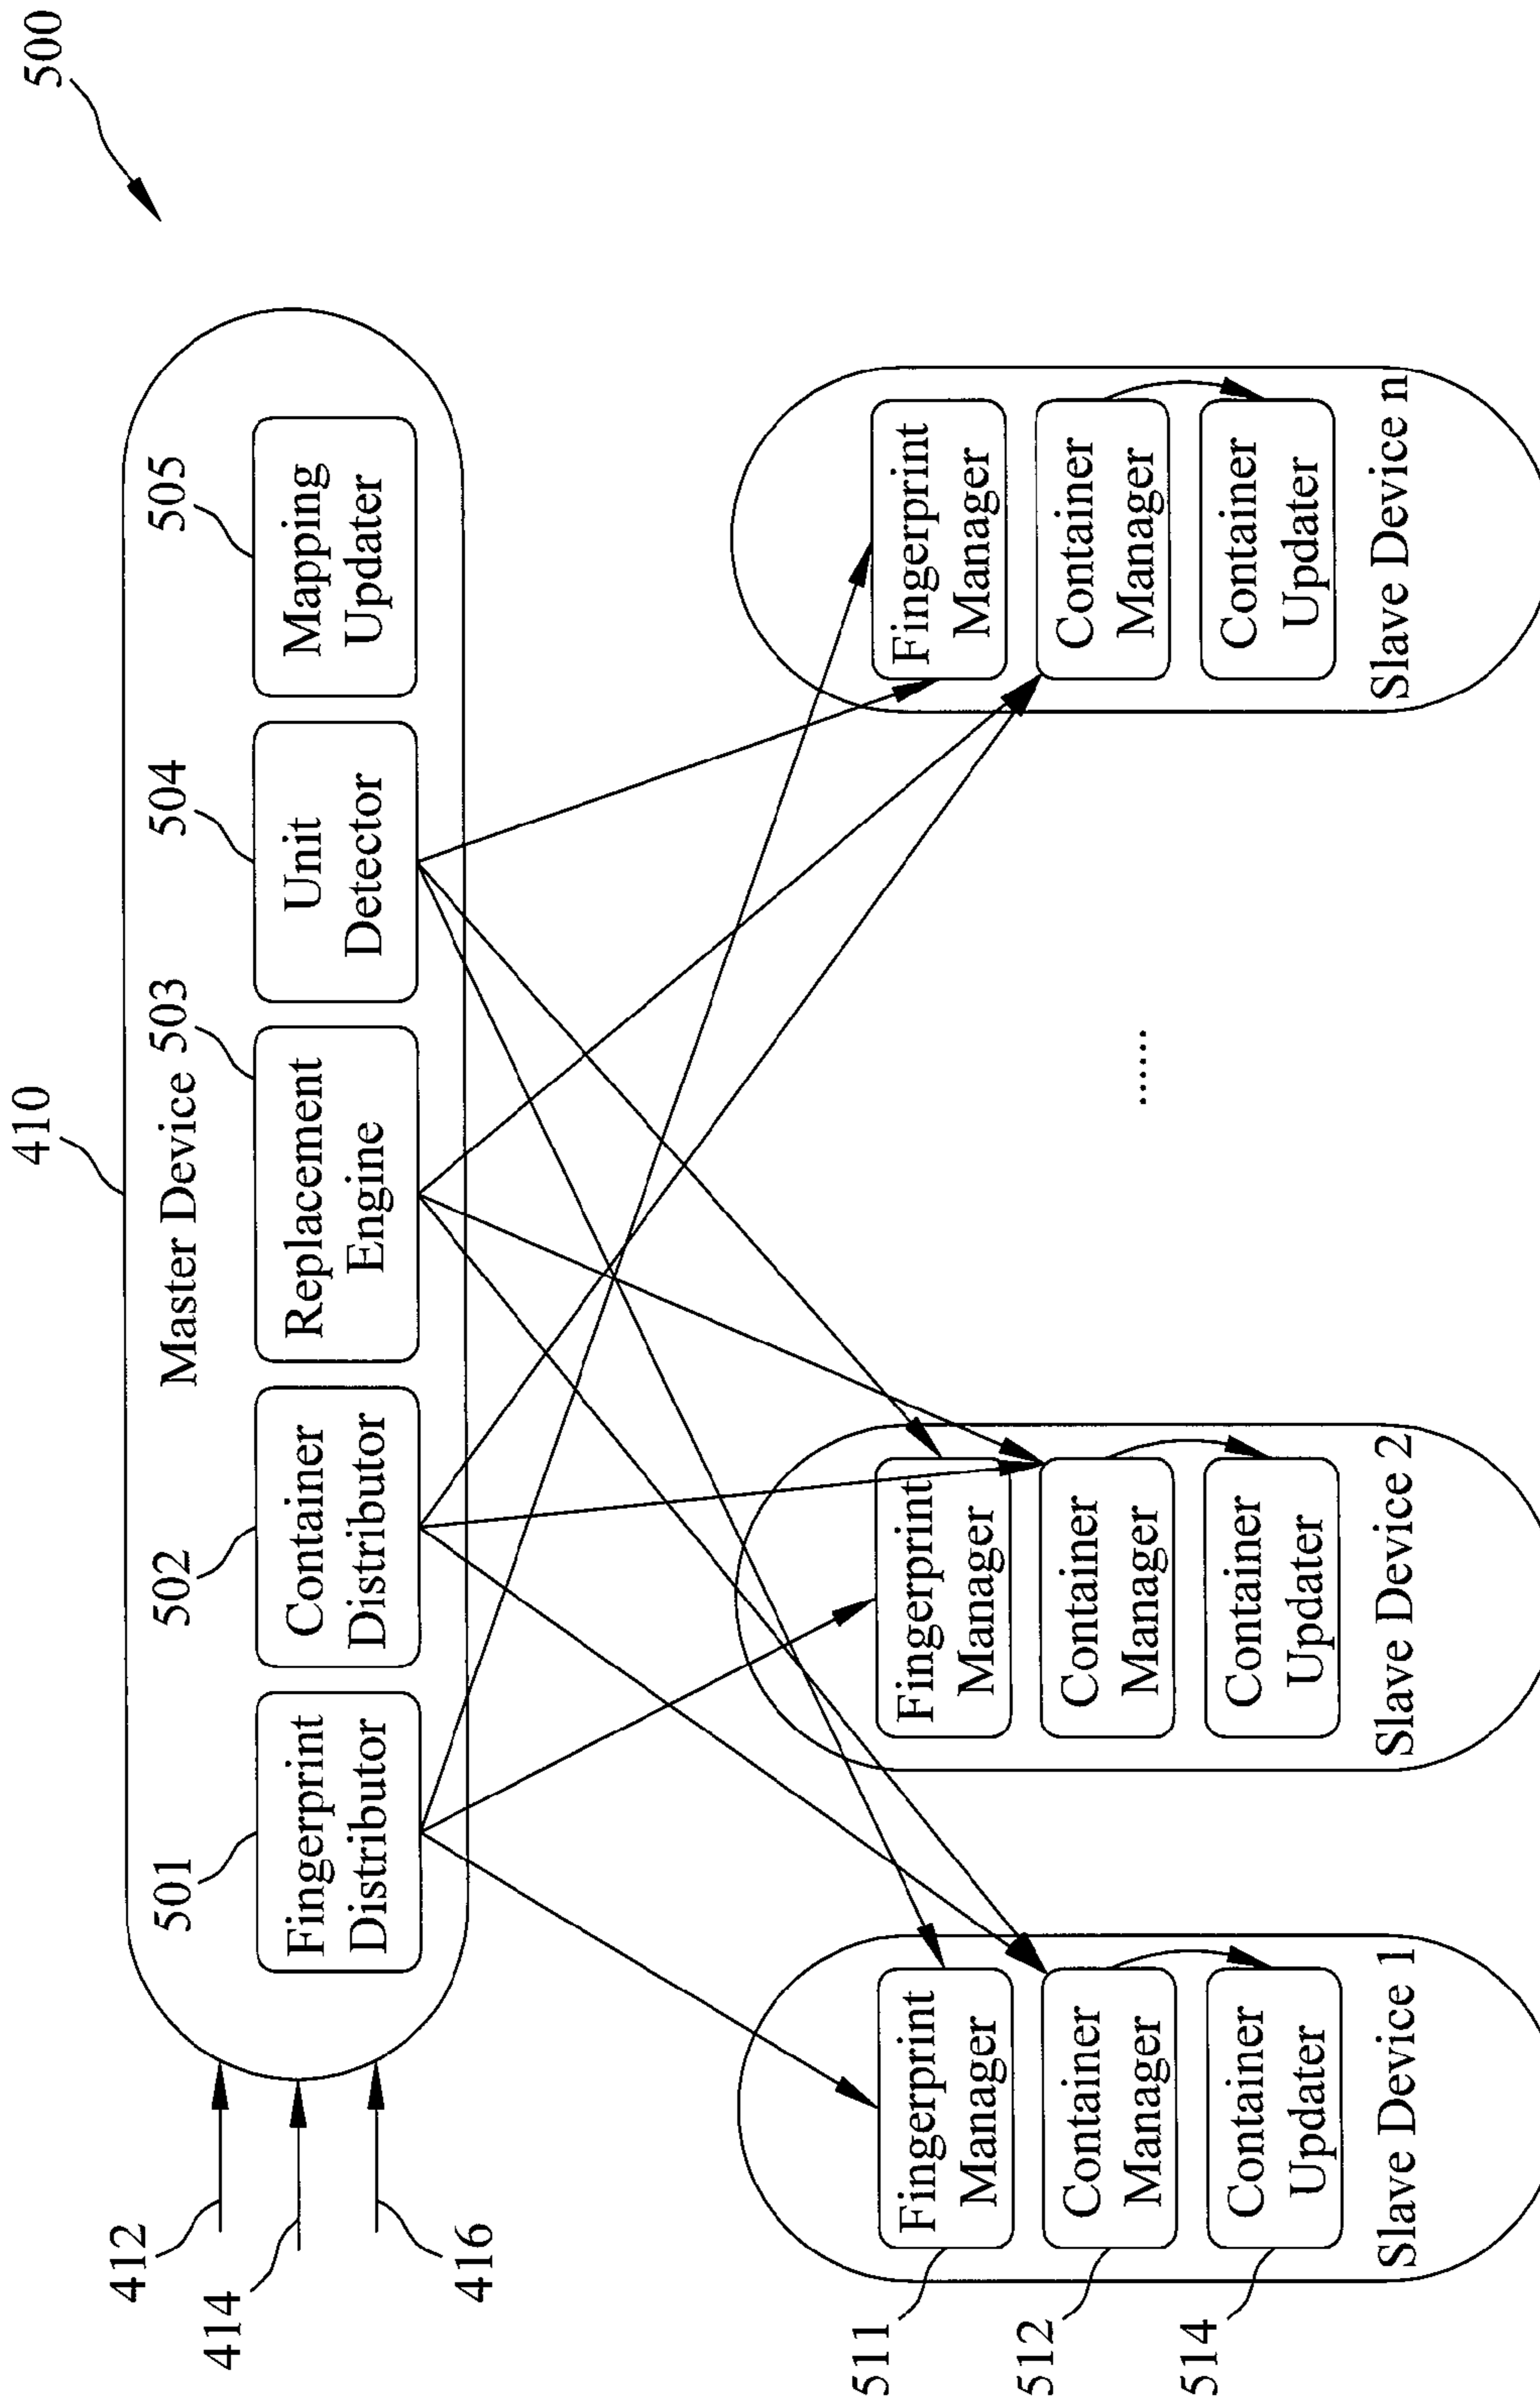 500
410
Master Device
501
502
503
504
505
Fingerprint
Distributor
Container
Distributor
Replacement
Engine
Unit
Detector
Mapping
Updater
412
414
416
511
512
514
Fingerprint
Manager
Container
Manager
Container
Updater
Slave Device 1
Fingerprint
Manager
Container
Manager
Container
Updater
Slave Device 2
......
Fingerprint
Manager
Container
Manager
Container
Updater
Slave Device n